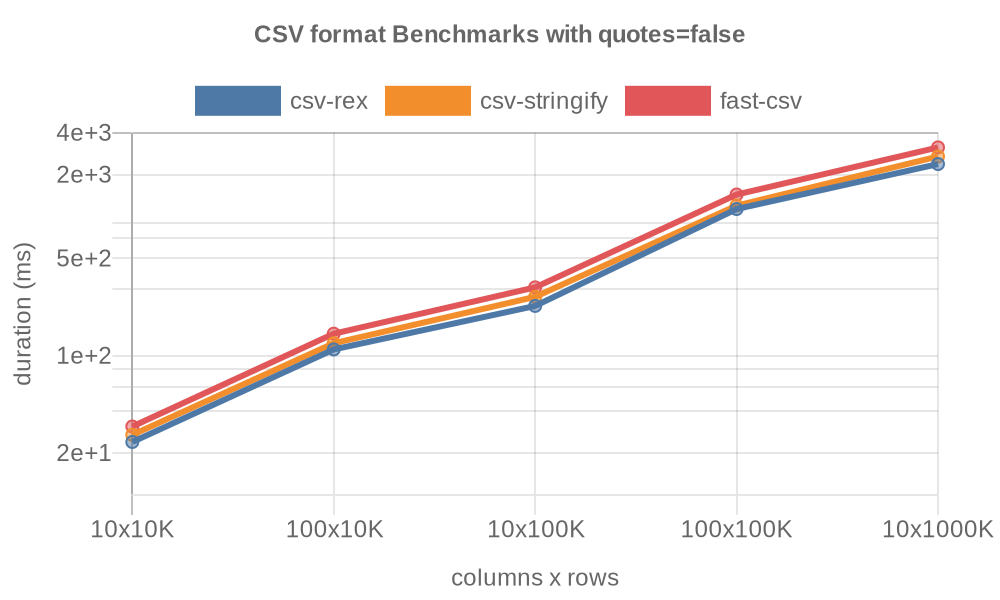 CSV format Benchmarks with quotes=false
csv-rex csv-stringify fast-csv
4e+3
2e+3
5e+2
1e+2
2e+1
duration (ms)
10x10K 100x10K 10x100K 100x100K 10x1000K
columns x rows